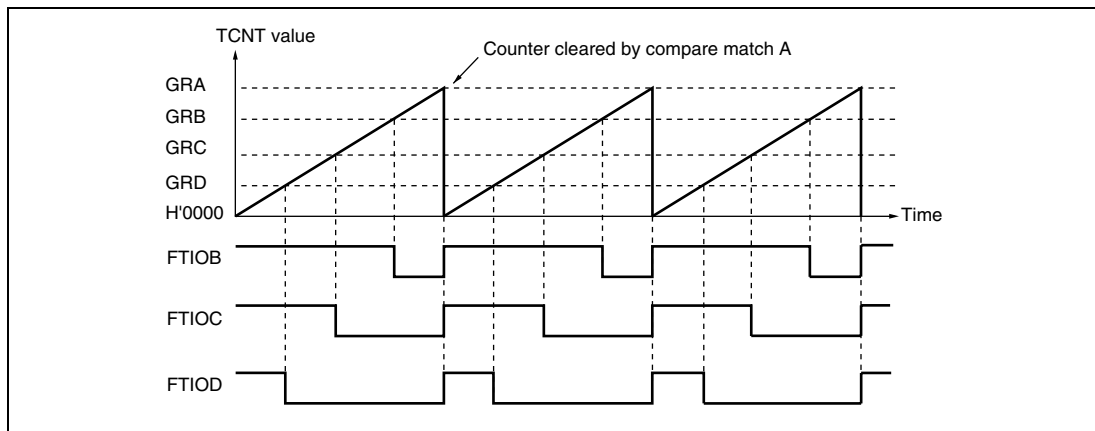 TCNT value
Counter cleared by compare match A
GRA
GRB
GRC
GRD
H'0000
Time
FTIOB
FTIOC
FTIOD